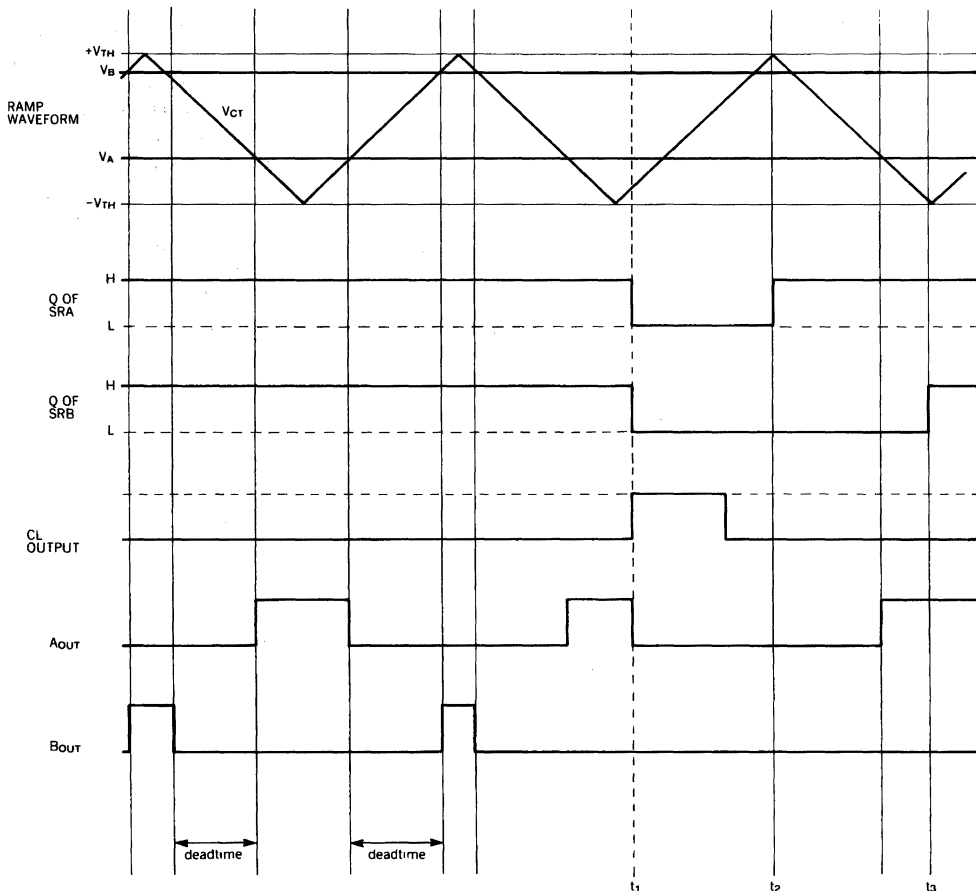 +VTH
VB
RAMP
WAVEFORM
VCT
VA
−VTH
H
Q OF
SRA
L
H
Q OF
SRB
L
CL
OUTPUT
AOUT
BOUT
deadtime
deadtime
t1
t2
t3